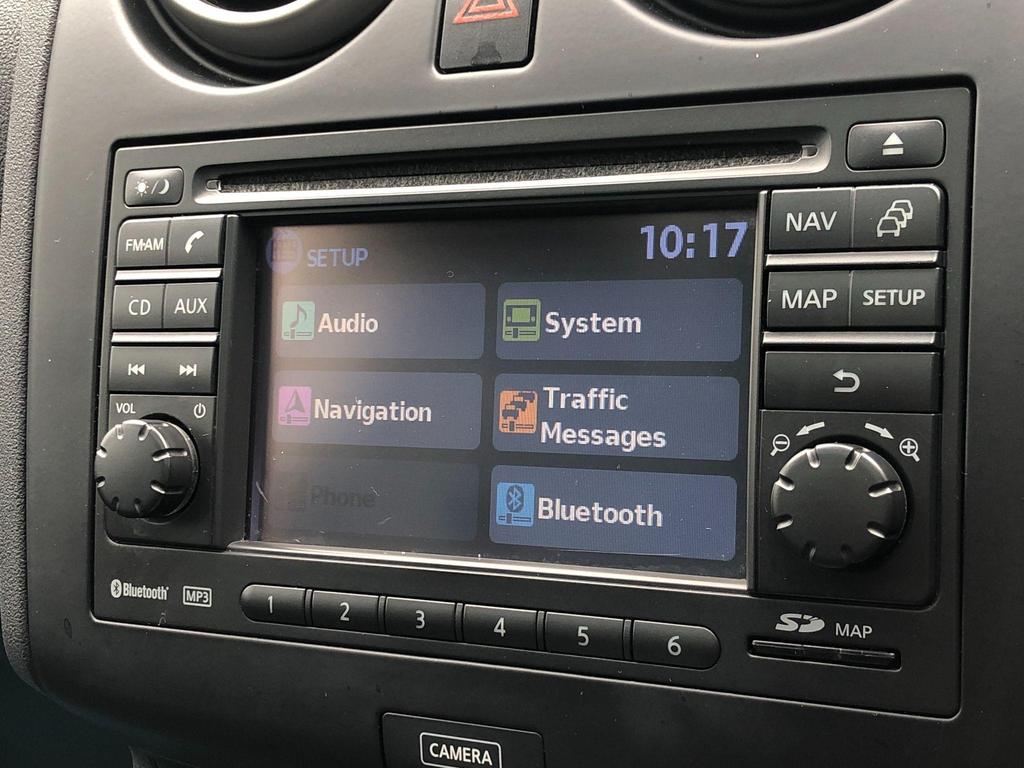 FM·AM
CD AUX
VOL
SETUP
10:17
Audio
System
Navigation
Traffic
Messages
Phone
Bluetooth
NAV
MAP SETUP
Bluetooth
MP3
1 2 3 4 5 6
SD MAP
CAMERA